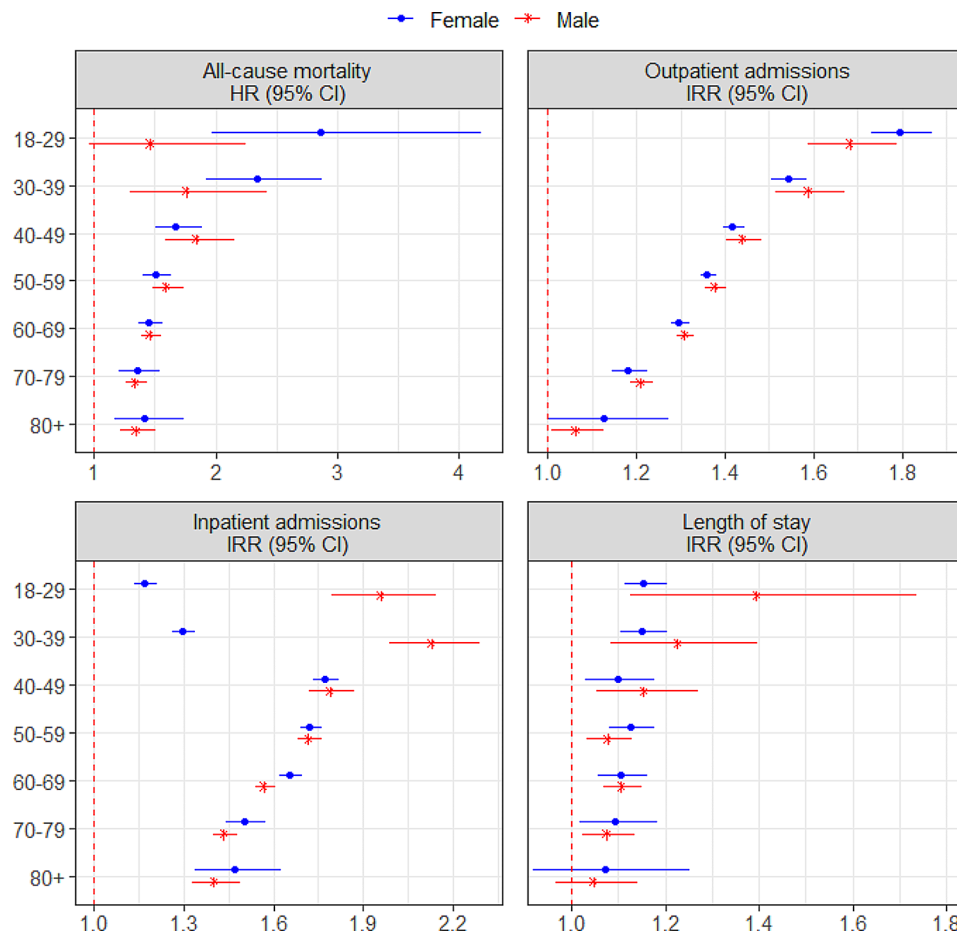 Female Male
All-cause mortality
HR (95% CI)
18-29
30-39
40-49
50-59
60-69
70-79
80+
1 2 3 4
Outpatient admissions
IRR (95% CI)
1.0 1.2 1.4 1.6 1.8
Inpatient admissions
IRR (95% CI)
18-29
30-39
40-49
50-59
60-69
70-79
80+
1.0 1.3 1.6 1.9 2.2
Length of stay
IRR (95% CI)
1.0 1.2 1.4 1.6 1.8